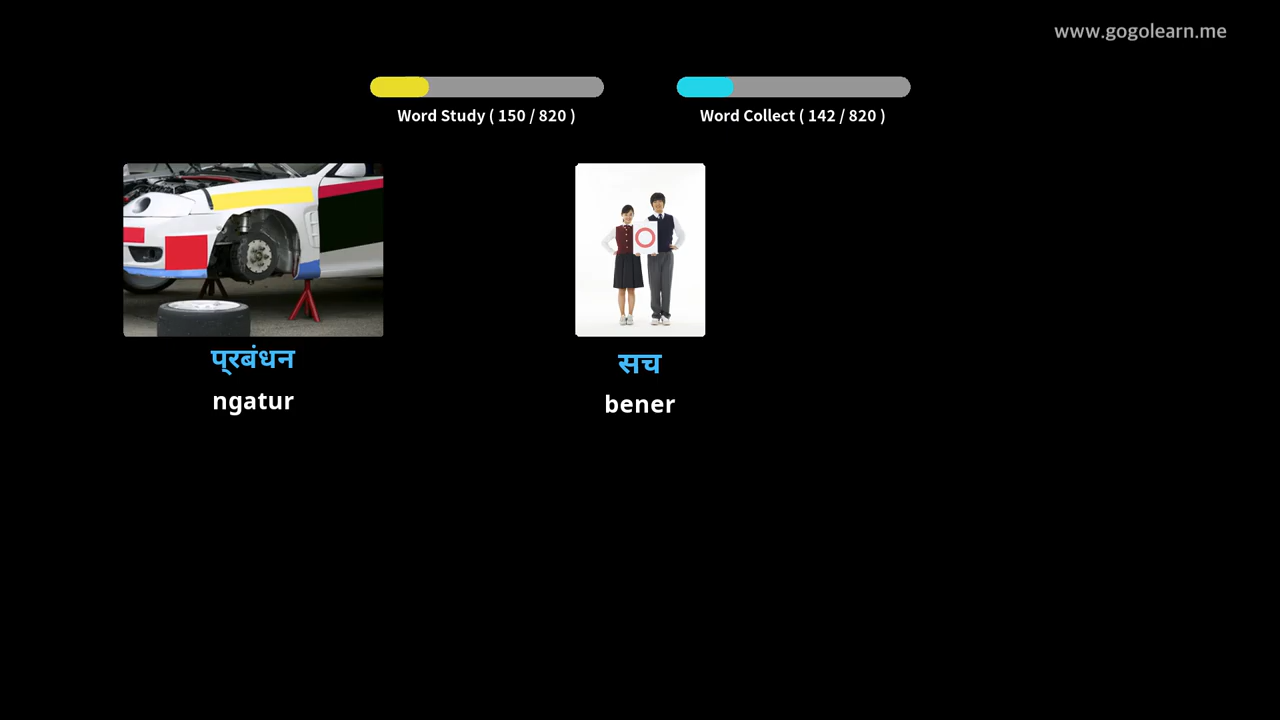 www.gogolearn.me
Word Study ( 150 / 820 )
Word Collect ( 142 / 820 )
प्रबंधन
ngatur
सच
bener